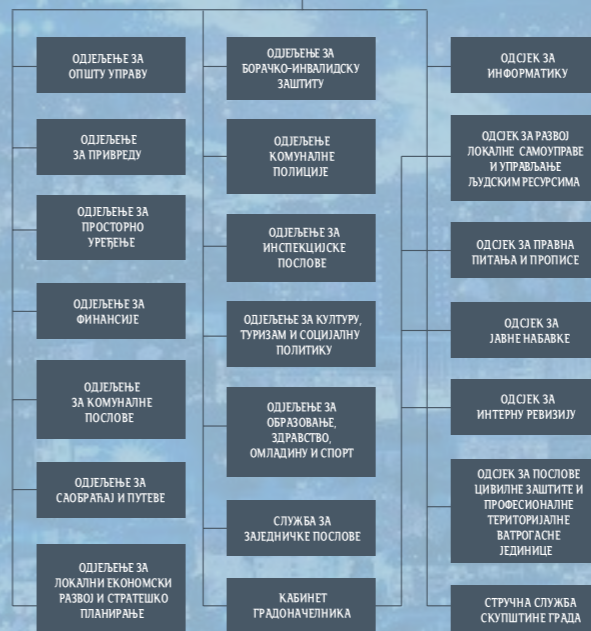 ОДЈЕЉЕЊЕ ЗА
ОПШТУ УПРАВУ
ОДЈЕЉЕЊЕ
ЗА ПРИВРЕДУ
ОДЈЕЉЕЊЕ ЗА
ПРОСТОРНО
УРЕЂЕЊЕ
ОДЈЕЉЕЊЕ ЗА
ФИНАНСИЈЕ
ОДЈЕЉЕЊЕ
ЗА КОМУНАЛНЕ
ПОСЛОВЕ
ОДЈЕЉЕЊЕ ЗА
САОБРАЋАЈ И ПУТЕВЕ
ОДЈЕЉЕЊЕ ЗА
ЛОКАЛНИ ЕКОНОМСКИ
РАЗВОЈ И СТРАТЕШКО
ПЛАНИРАЊЕ
ОДЈЕЉЕЊЕ ЗА
БОРАЧКО-ИНВАЛИДСКУ
ЗАШТИТУ
ОДЈЕЉЕЊЕ
КОМУНАЛНЕ
ПОЛИЦИЈЕ
ОДЈЕЉЕЊЕ ЗА
ИНСПЕКЦИЈСКЕ
ПОСЛОВЕ
ОДЈЕЉЕЊЕ ЗА КУЛТУРУ,
ТУРИЗАМ И СОЦИЈАЛНУ
ПОЛИТИКУ
ОДЈЕЉЕЊЕ ЗА
ОБРАЗОВАЊЕ,
ЗДРАВСТВО,
ОМЛАДИНУ И СПОРТ
СЛУЖБА ЗА
ЗАЈЕДНИЧКЕ ПОСЛОВЕ
КАБИНЕТ
ГРАДОНАЧЕЛНИКА
ОДСЈЕК ЗА
ИНФОРМАТИКУ
ОДСЈЕК ЗА РАЗВОЈ
ЛОКАЛНЕ САМОУПРАВЕ
И УПРАВЉАЊЕ
ЉУДСКИМ РЕСУРСИМА
ОДСЈЕК ЗА ПРАВНА
ПИТАЊА И ПРОПИСЕ
ОДСЈЕК ЗА
ЈАВНЕ НАБАВКЕ
ОДСЈЕК ЗА
ИНТЕРНУ РЕВИЗИЈУ
ОДСЈЕК ЗА ПОСЛОВЕ
ЦИВИЛНЕ ЗАШТИТЕ И
ПРОФЕСИОНАЛНЕ
ТЕРИТОРИЈАЛНЕ
ВАТРОГАСНЕ
ЈЕДИНИЦЕ
СТРУЧНА СЛУЖБА
СКУПШТИНЕ ГРАДА